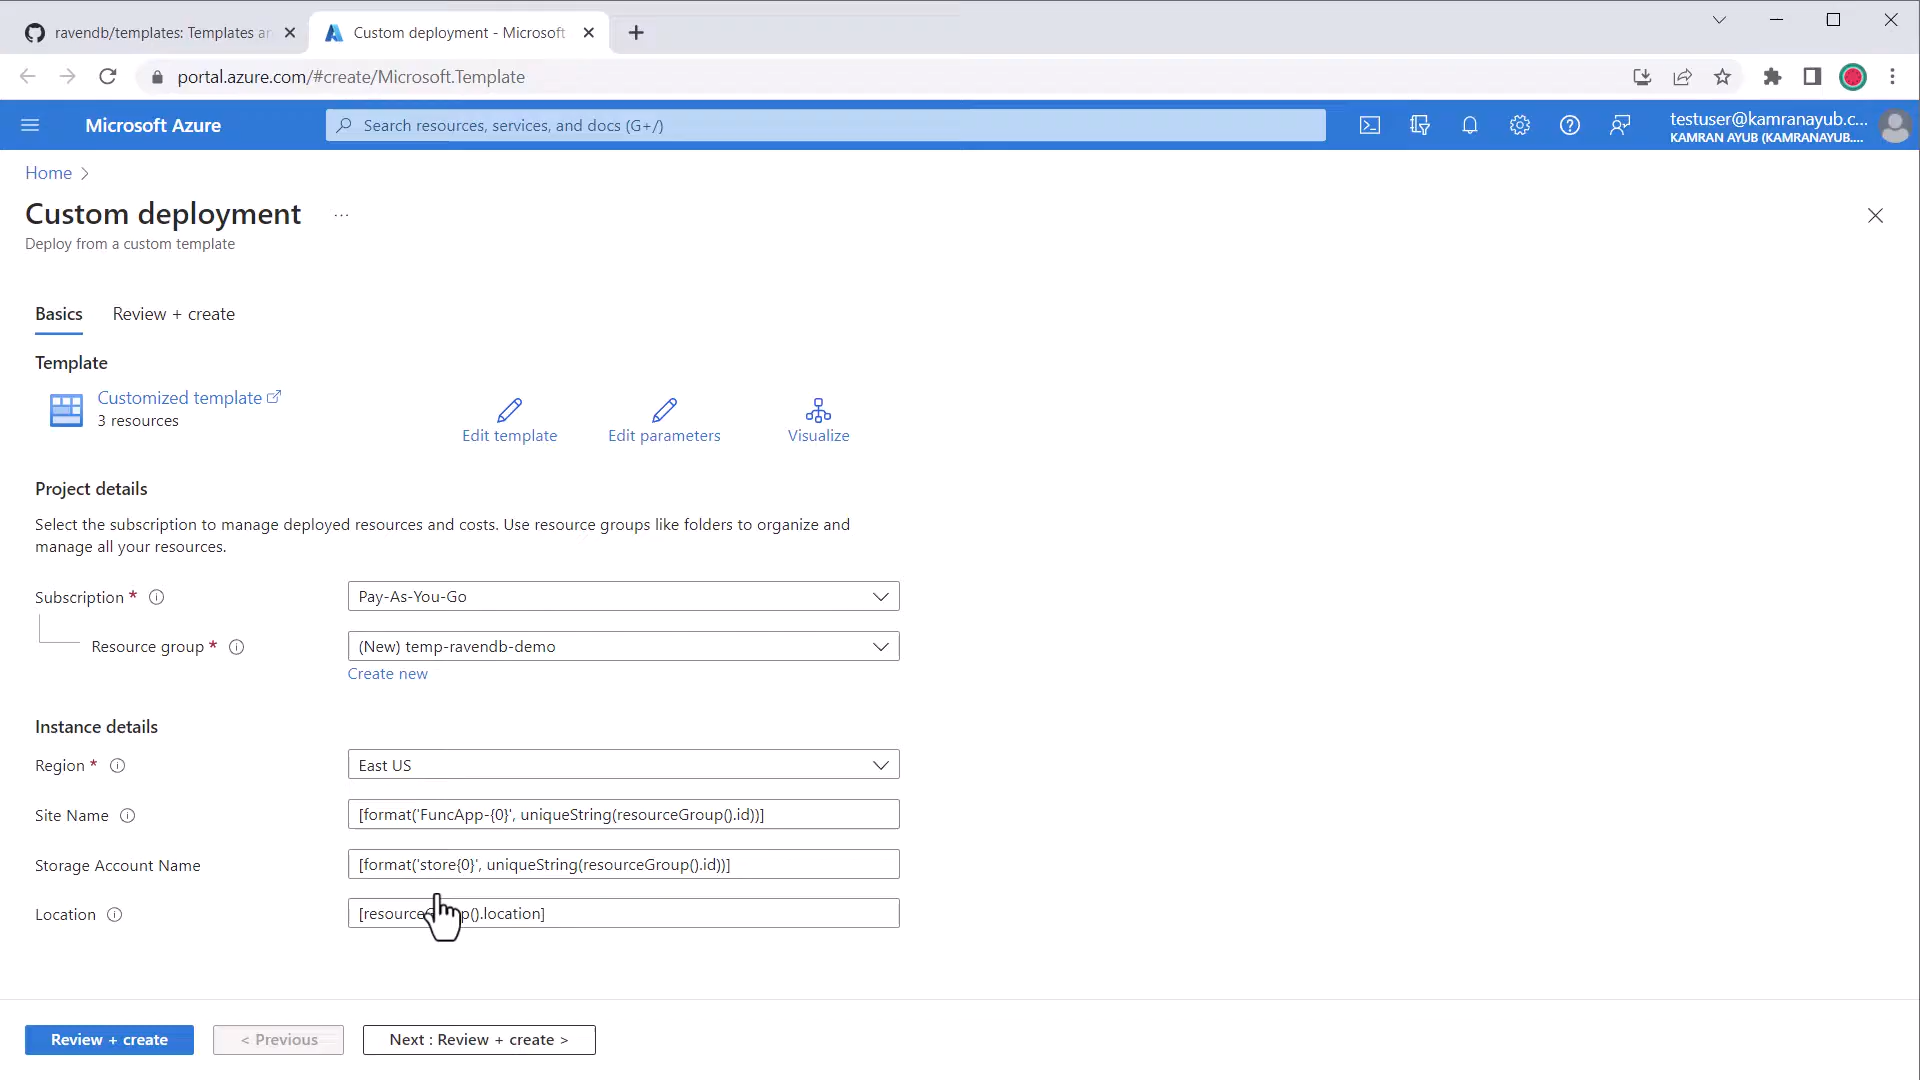 ravendb/templates: Templates ar
Custom deployment - Microsoft
portal.azure.com/#create/Microsoft.Template
Microsoft Azure
Search resources, services, and docs (G+/)
testuser@kamranayub.c...
KAMRAN AYUB (KAMRANAYUB....
Home
Custom deployment
...
Deploy from a custom template
Basics
Review + create
Template
Customized template
3 resources
Edit template
Edit parameters
Visualize
Project details
Select the subscription to manage deployed resources and costs. Use resource groups like folders to organize and
manage all your resources.
Subscription *
Pay-As-You-Go
Resource group *
(New) temp-ravendb-demo
Create new
Instance details
Region *
East US
Site Name
[format('FuncApp-{0}', uniqueString(resourceGroup().id))]
Storage Account Name
[format('store{0}', uniqueString(resourceGroup().id))]
Location
().location]
Review + create
< Previous
Next : Review + create >